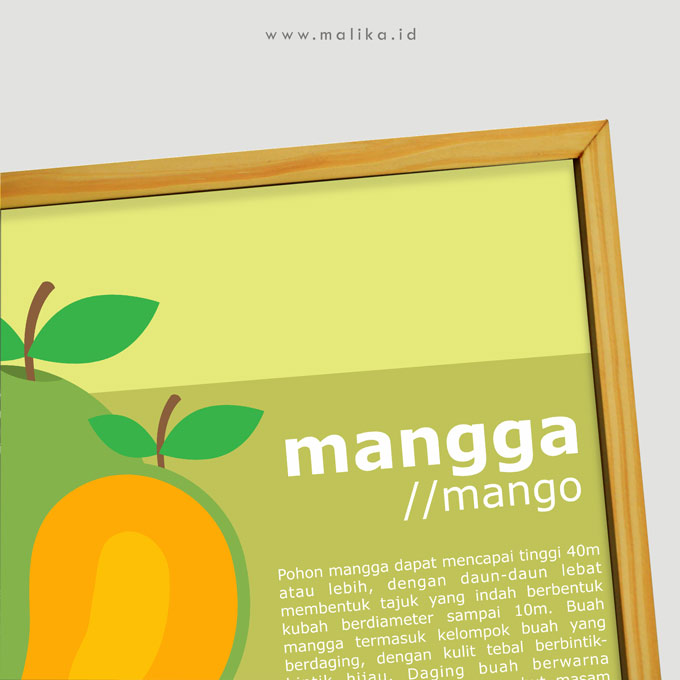 www.malika.id
mangga
//mango
Pohon mangga dapat mencapai tinggi 40m
atau lebih, dengan daun-daun lebat
membentuk tajuk yang indah berbentuk
kubah berdiameter sampai 10m. Buah
mangga termasuk kelompok buah yang
berdaging, dengan kulit tebal berbintik-
bintik hijau. Daging buah berwarna
masam